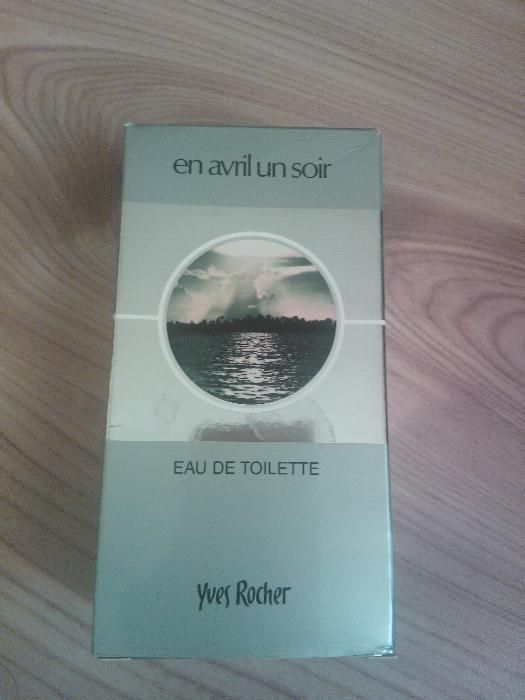 en avril un soir
EAU DE TOILETTE
Yves Rocher